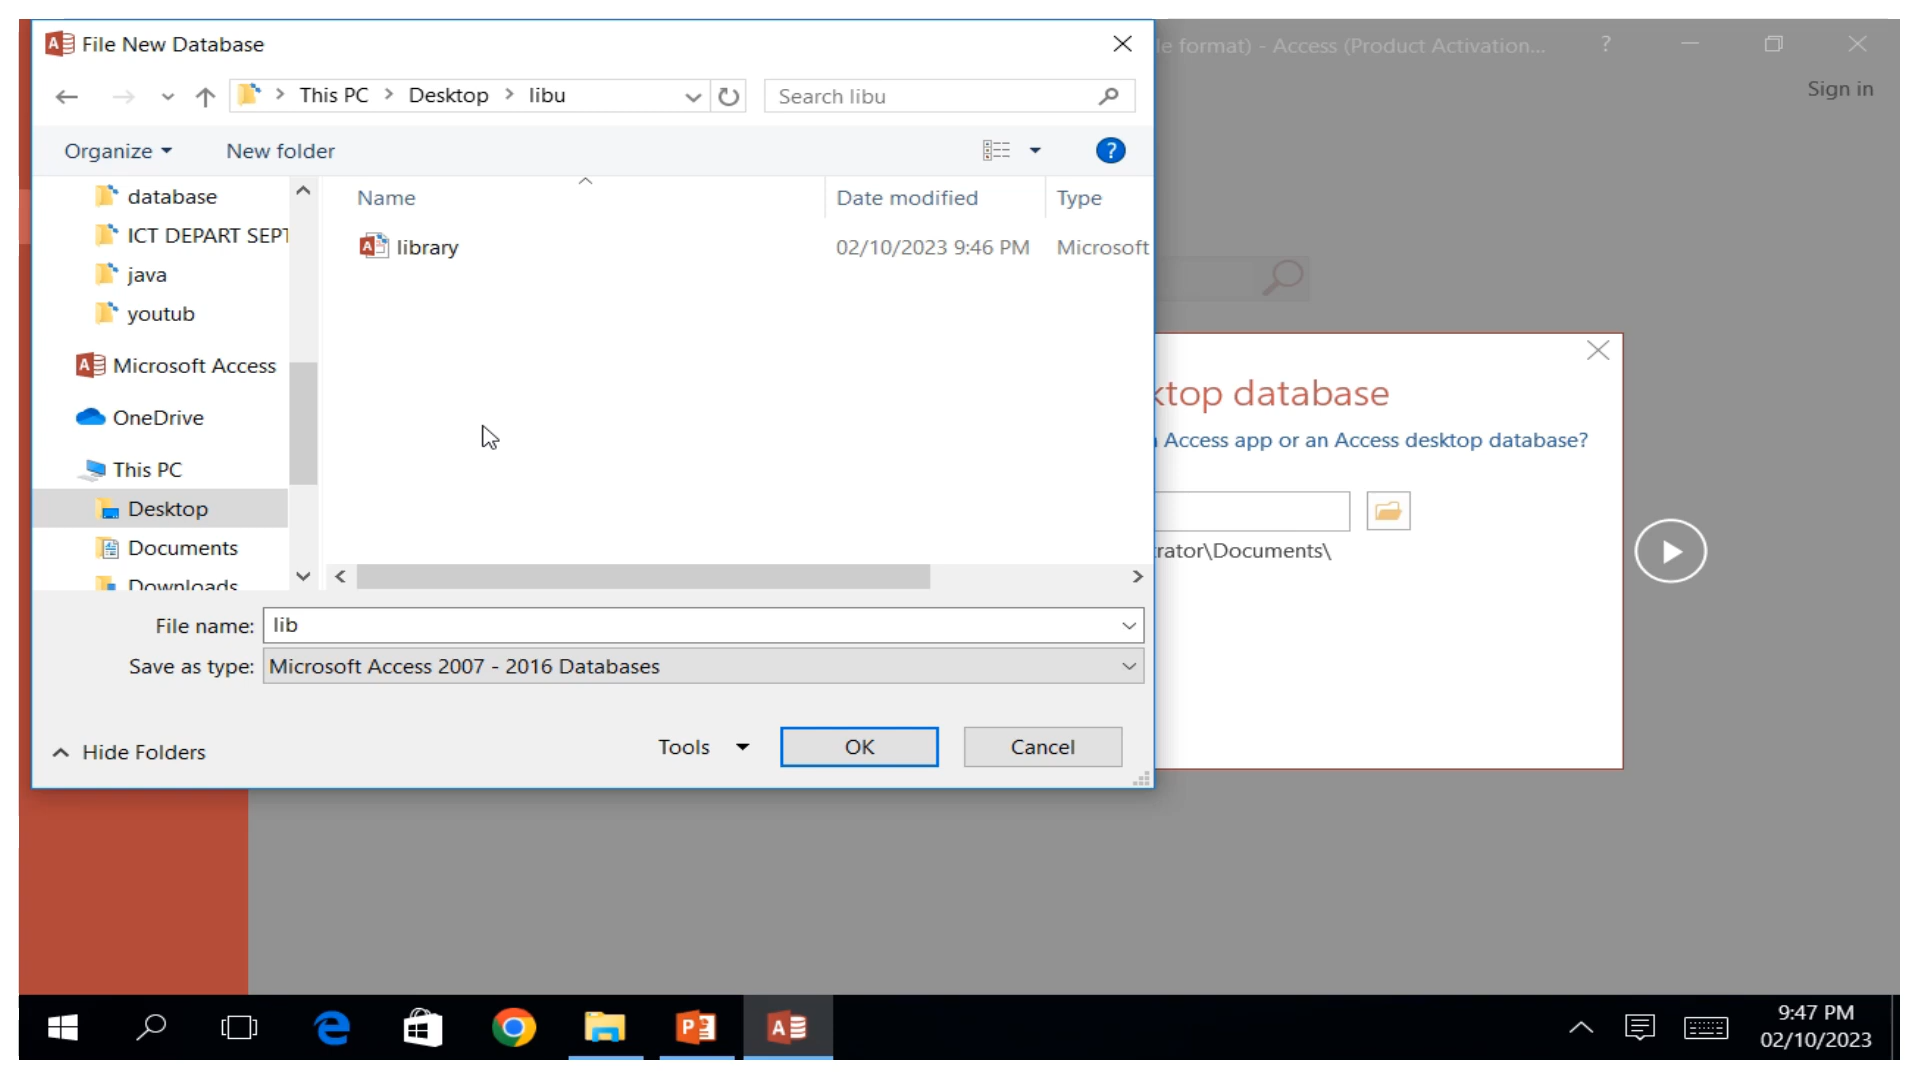 File New Database
le format) - Access (Product Activation... ?
Sign in
This PC > Desktop > libu
Search libu
Organize
New folder
?
Name
Date modified
Type
library
02/10/2023 9:46 PM
Microsoft
database
ICT DEPART SEPT
java
youtub
Microsoft Access
OneDrive
This PC
Desktop
Documents
Downloads
ktop database
Access app or an Access desktop database?
rator\Documents\
File name: lib
Save as type: Microsoft Access 2007 - 2016 Databases
Hide Folders
Tools
OK
Cancel
9:47 PM
02/10/2023